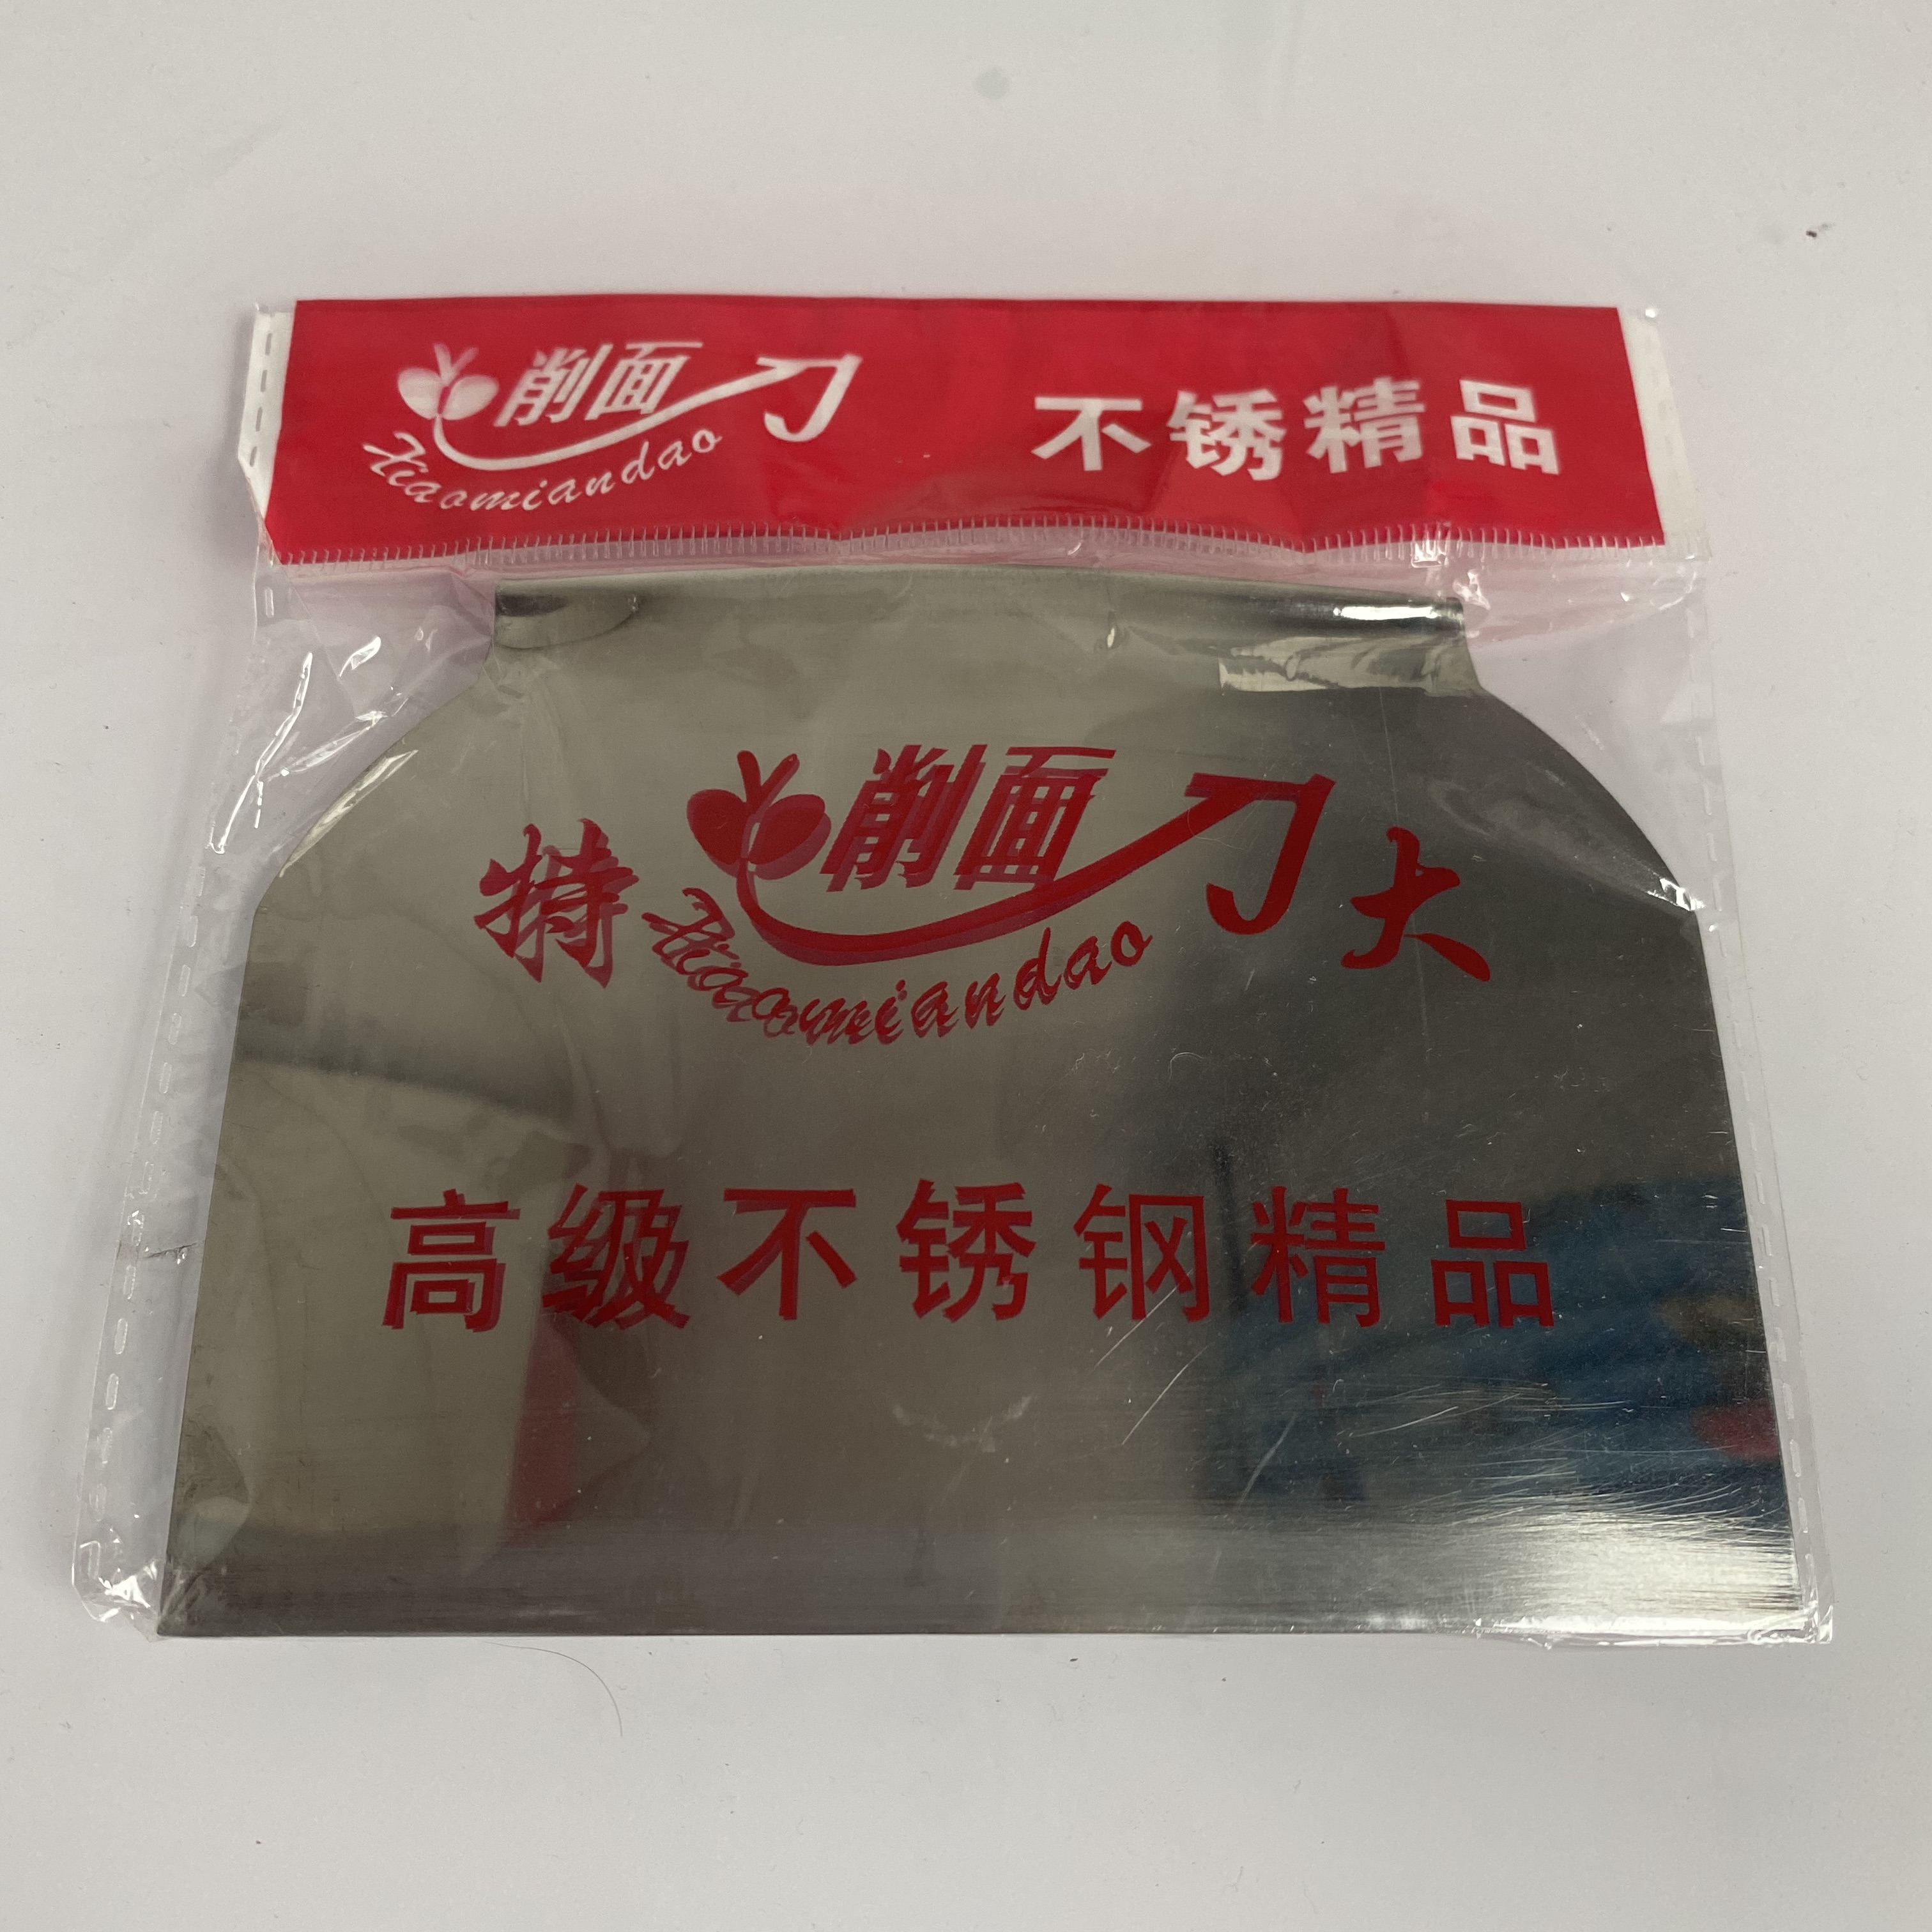 削面刀 不锈精品
Xiaomiandao
特 削面刀 大
Xiaomiandao
高级不锈钢精品